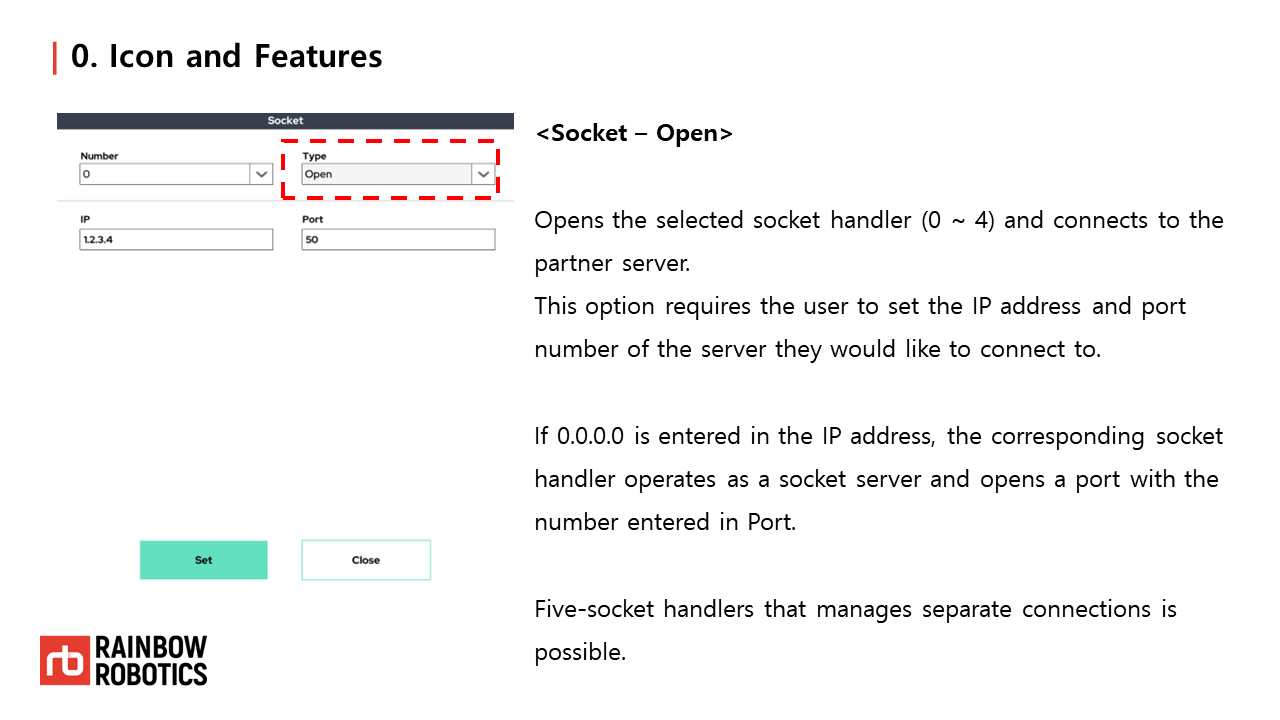 0. Icon and Features
Socket
Number
Type
0
Open
IP
Port
1.2.3.4
50
Set
Close
<Socket – Open>
Opens the selected socket handler (0 ~ 4) and connects to the
partner server.
This option requires the user to set the IP address and port
number of the server they would like to connect to.
If 0.0.0.0 is entered in the IP address, the corresponding socket
handler operates as a socket server and opens a port with the
number entered in Port.
Five-socket handlers that manages separate connections is
possible.
rb
RAINBOW
ROBOTICS